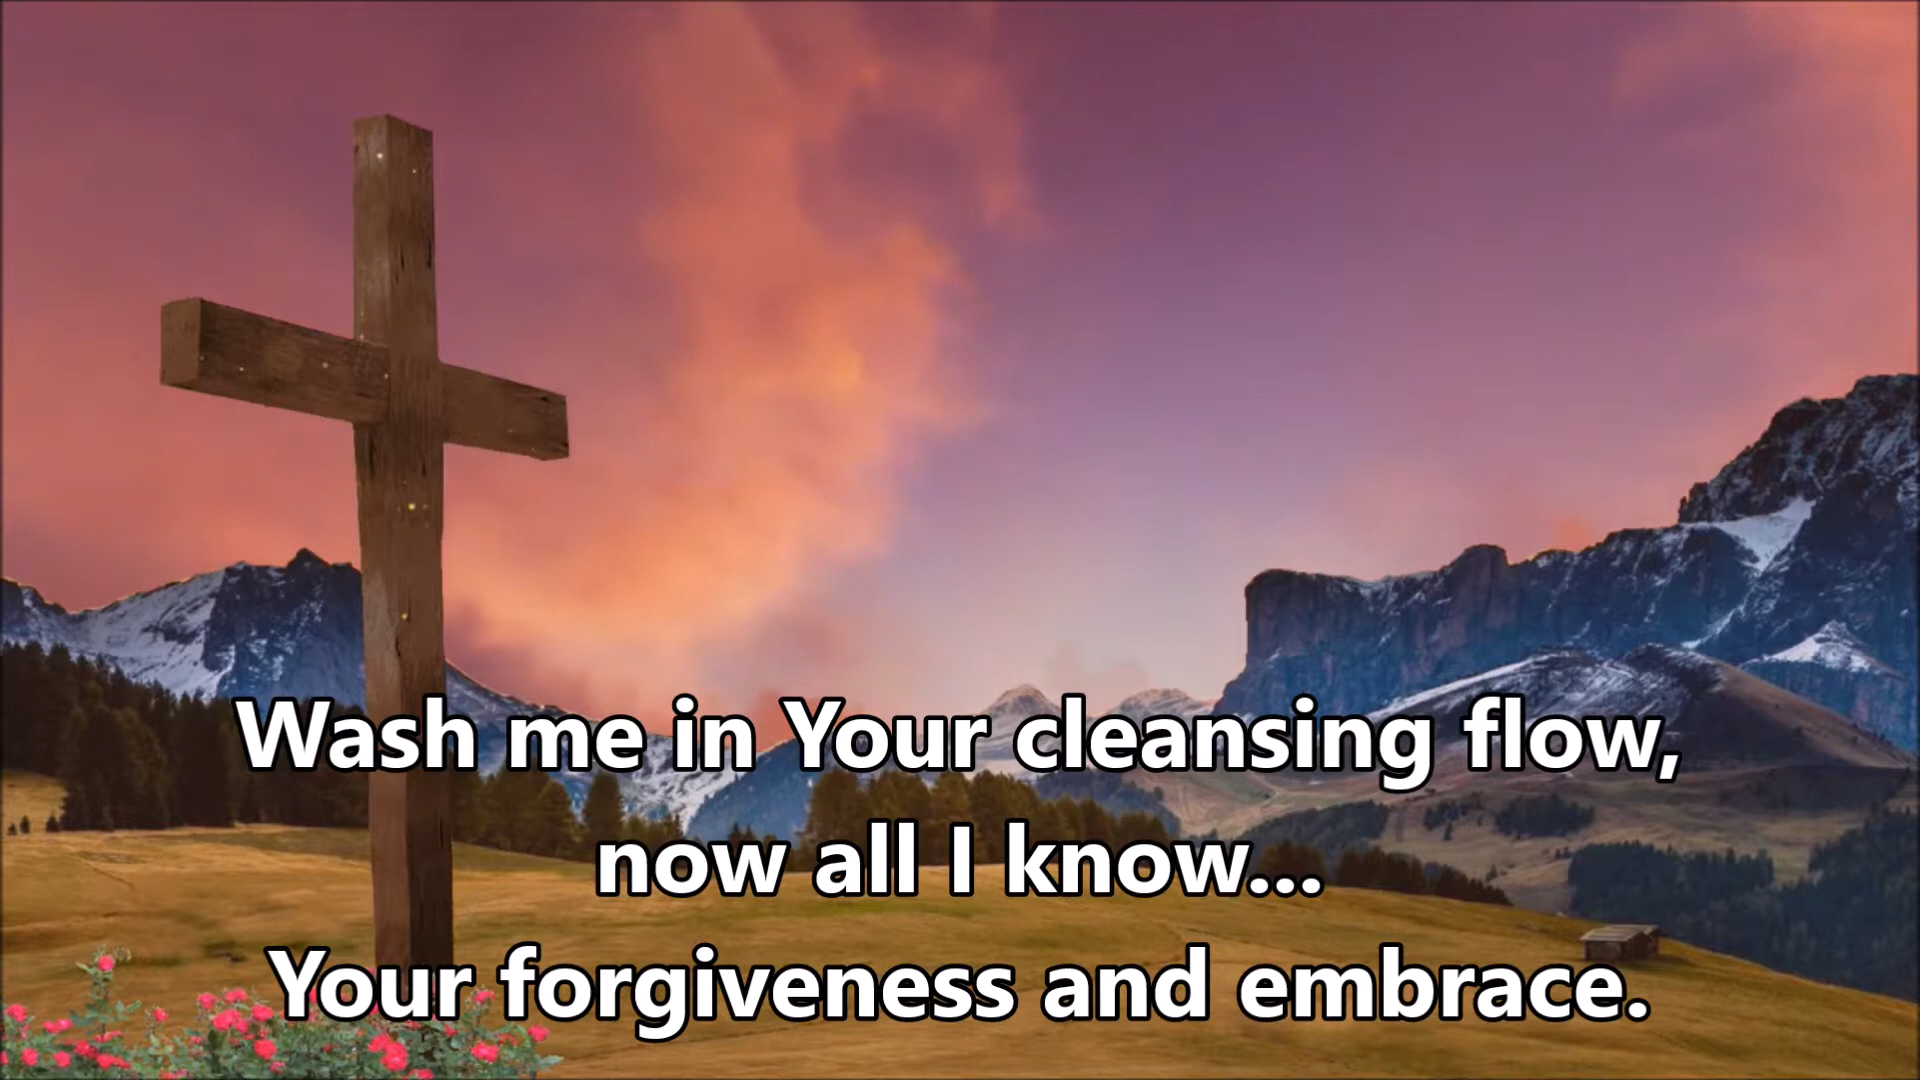 Wash me in Your cleansing flow,
now all I know...
Your forgiveness and embrace.